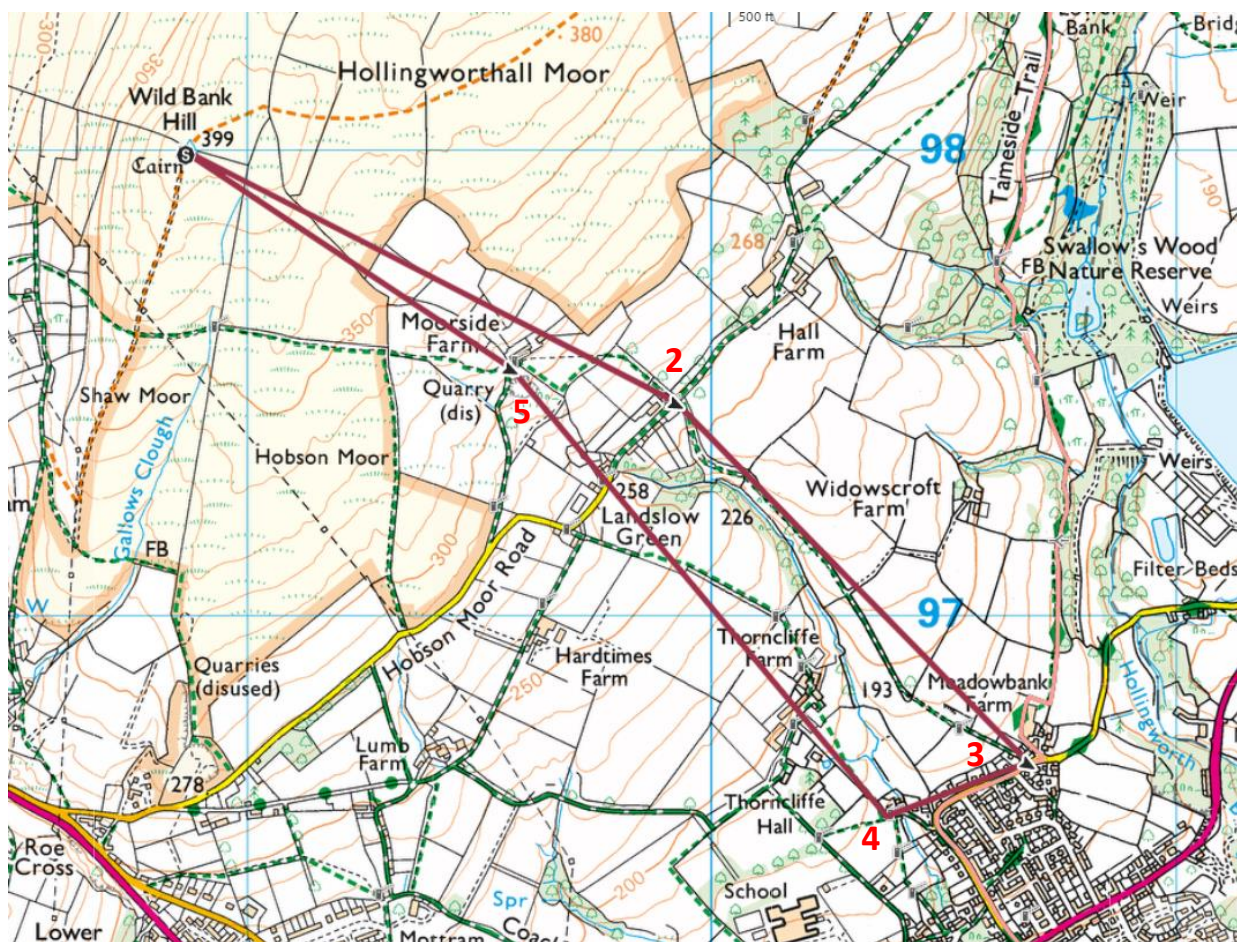 500 ft
Lower
Bank
Bridg
300
350
380
Hollingworthall Moor
Tameside Trail
Weir
Wild Bank
Hill
399
Cairn
S
98
190
268
Swallow's Wood
Nature Reserve
FB
Weirs
350
Moorside
Farm
Hall
Farm
2
Quarry
(dis)
5
Shaw Moor
Gallows Clough
Hobson Moor
Weirs
Widowscroft
Farm
258
Landslow
Green
226
am
300
FB
Filter Beds
W
97
Hobson Moor Road
Thorncliffe
Farm
Hardtimes
Farm
Quarries
(disused)
250
193
Meadowbank
Farm
Hollingworth
Lumb
Farm
3
278
Thorncliffe
Hall
4
Roe
Cross
School
200
Spr
Lower
Mottram